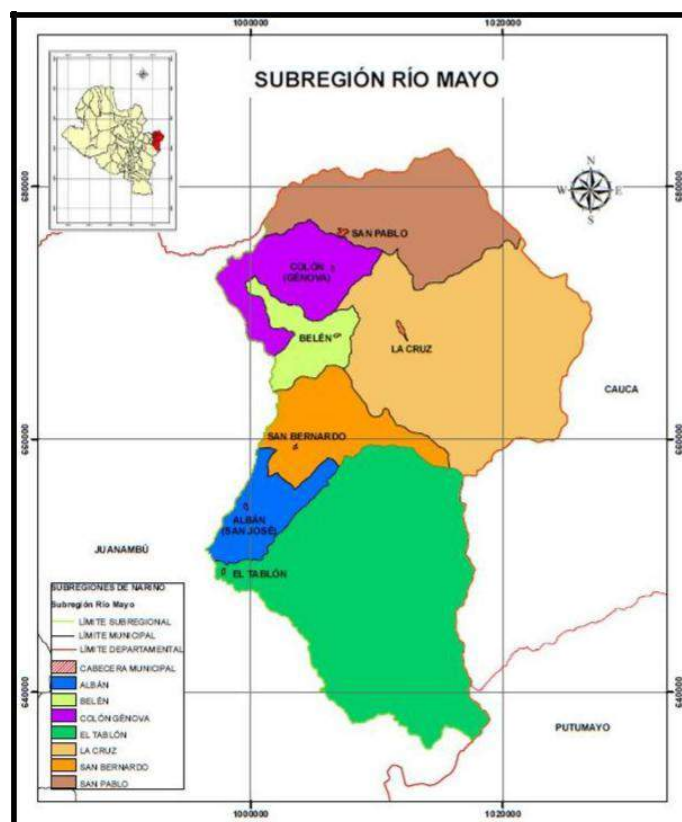 1000000
1020000
SUBREGIÓN RÍO MAYO
N
W E
S
680000
680000
SAN PABLO
COLÓN
(GÉNOVA)
BELÉN
LA CRUZ
CAUCA
SAN BERNARDO
660000
660000
ALBÁN
(SAN JOSÉ)
JUANAMBÚ
EL TABLÓN
SUBREGIONES DE NARIÑO
Subregión Río Mayo
LÍMITE SUBREGIONAL
LÍMITE MUNICIPAL
LÍMITE DEPARTAMENTAL
CABECERA MUNICIPAL
ALBÁN
BELÉN
COLÓN GÉNOVA
EL TABLÓN
LA CRUZ
SAN BERNARDO
SAN PABLO
640000
640000
PUTUMAYO
1000000
1020000